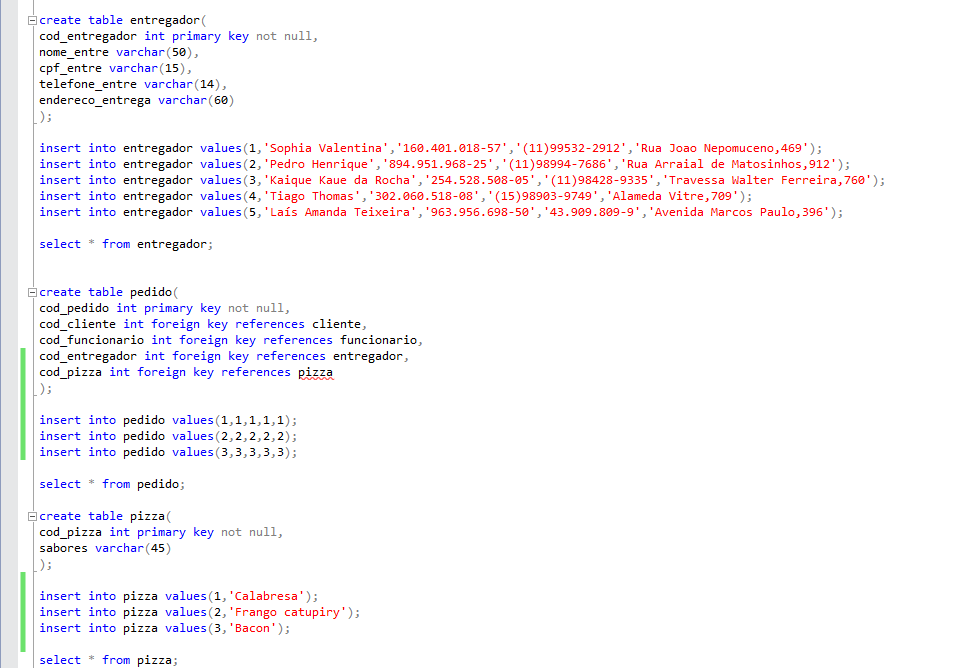 create table entregador(
cod_entregador int primary key not null,
nome_entre varchar(50),
cpf_entre varchar(15),
telefone_entre varchar(14),
endereco_entrega varchar(60)
);
insert into entregador values(1,'Sophia Valentina','160.401.018-57','(11)99532-2912','Rua Joao Nepomuceno,469');
insert into entregador values(2,'Pedro Henrique','894.951.968-25','(11)98994-7686','Rua Arraial de Matosinhos,912');
insert into entregador values(3,'Kaique Kaue da Rocha','254.528.508-05','(11)98428-9335','Travessa Walter Ferreira,760');
insert into entregador values(4,'Tiago Thomas','302.060.518-08','(15)98903-9749','Alameda Vitre,709');
insert into entregador values(5,'Laís Amanda Teixeira','963.956.698-50','43.909.809-9','Avenida Marcos Paulo,396');
select * from entregador;
create table pedido(
cod_pedido int primary key not null,
cod_cliente int foreign key references cliente,
cod_funcionario int foreign key references funcionario,
cod_entregador int foreign key references entregador,
cod_pizza int foreign key references pizza
);
insert into pedido values(1,1,1,1,1);
insert into pedido values(2,2,2,2,2);
insert into pedido values(3,3,3,3,3);
select * from pedido;
create table pizza(
cod_pizza int primary key not null,
sabores varchar(45)
);
insert into pizza values(1,'Calabresa');
insert into pizza values(2,'Frango catupiry');
insert into pizza values(3,'Bacon');
select * from pizza;